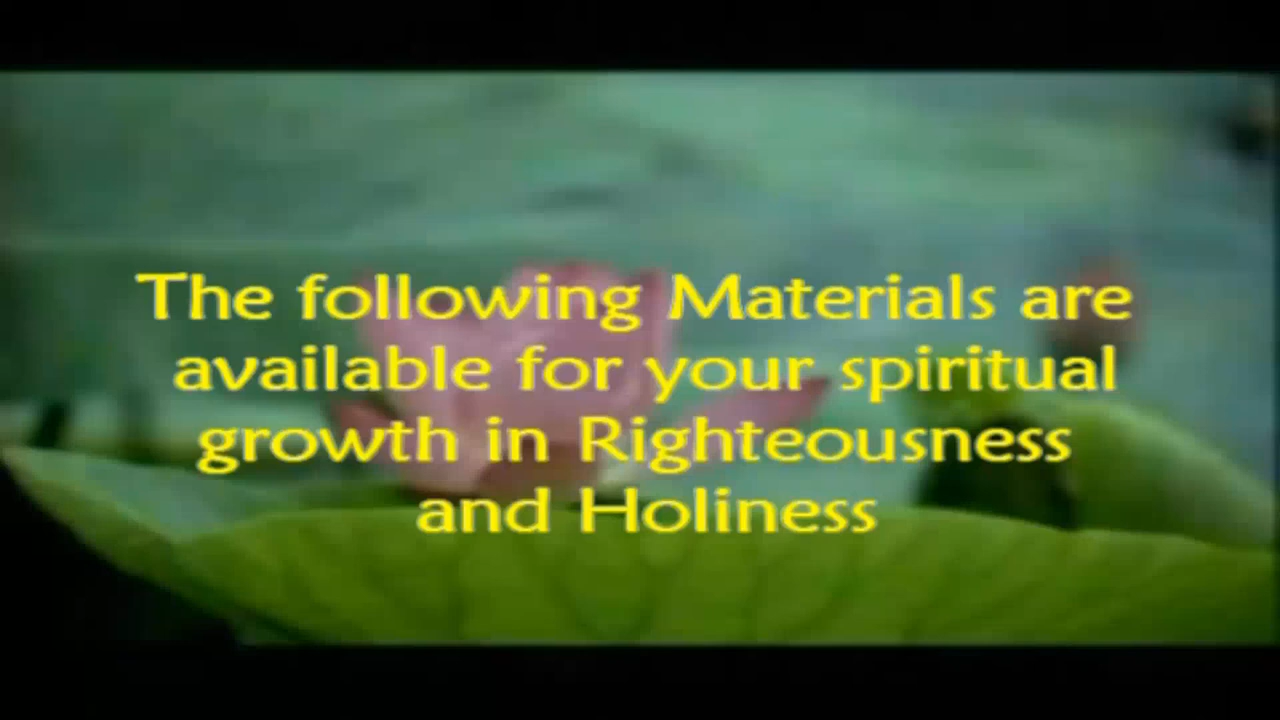 The following Materials are
available for your spiritual
growth in Righteousness
and Holiness